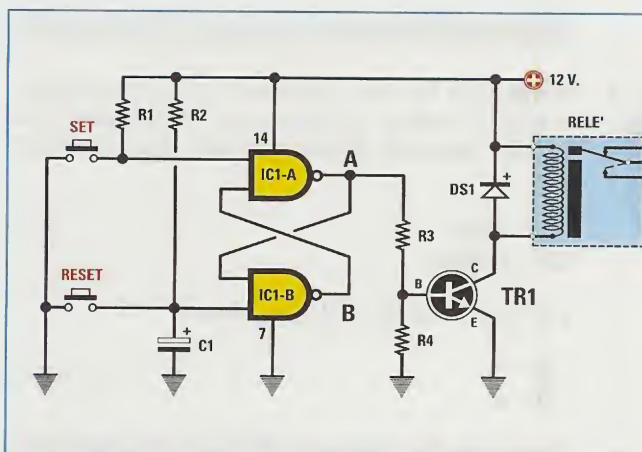 12 V.
RELE'
R1
R2
SET
14
A
IC1-A
DS1
+
R3
RESET
IC1-B
B
B
C
TR1
E
7
+
C1
R4